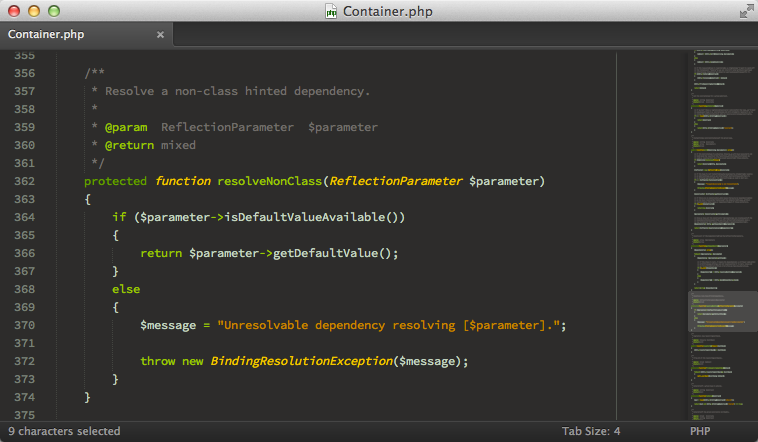 Container.php
Container.php ×
355
356 /**
357 * Resolve a non-class hinted dependency.
358 *
359 * @param  ReflectionParameter  $parameter
360 * @return mixed
361 */
362 protected function resolveNonClass(ReflectionParameter $parameter)
363 {
364 if ($parameter->isDefaultValueAvailable())
365 {
366 return $parameter->getDefaultValue();
367 }
368 else
369 {
370 $message = "Unresolvable dependency resolving [$parameter].";
371
372 throw new BindingResolutionException($message);
373 }
374 }
375
9 characters selected Tab Size: 4 PHP